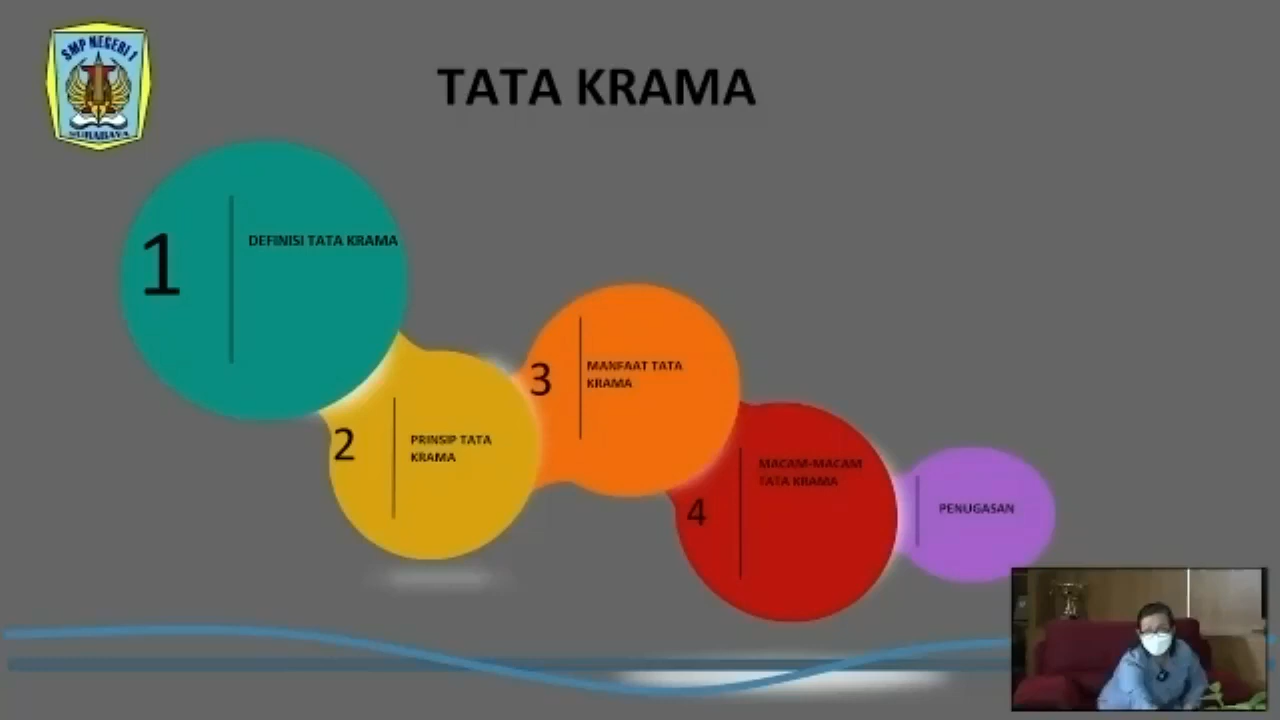 SMP NEGERI 1
SURABAYA
TATA KRAMA
1
DEFINISI TATA KRAMA
2
PRINSIP TATA
KRAMA
3
MANFAAT TATA
KRAMA
4
MACAM-MACAM
TATA KRAMA
PENUGASAN